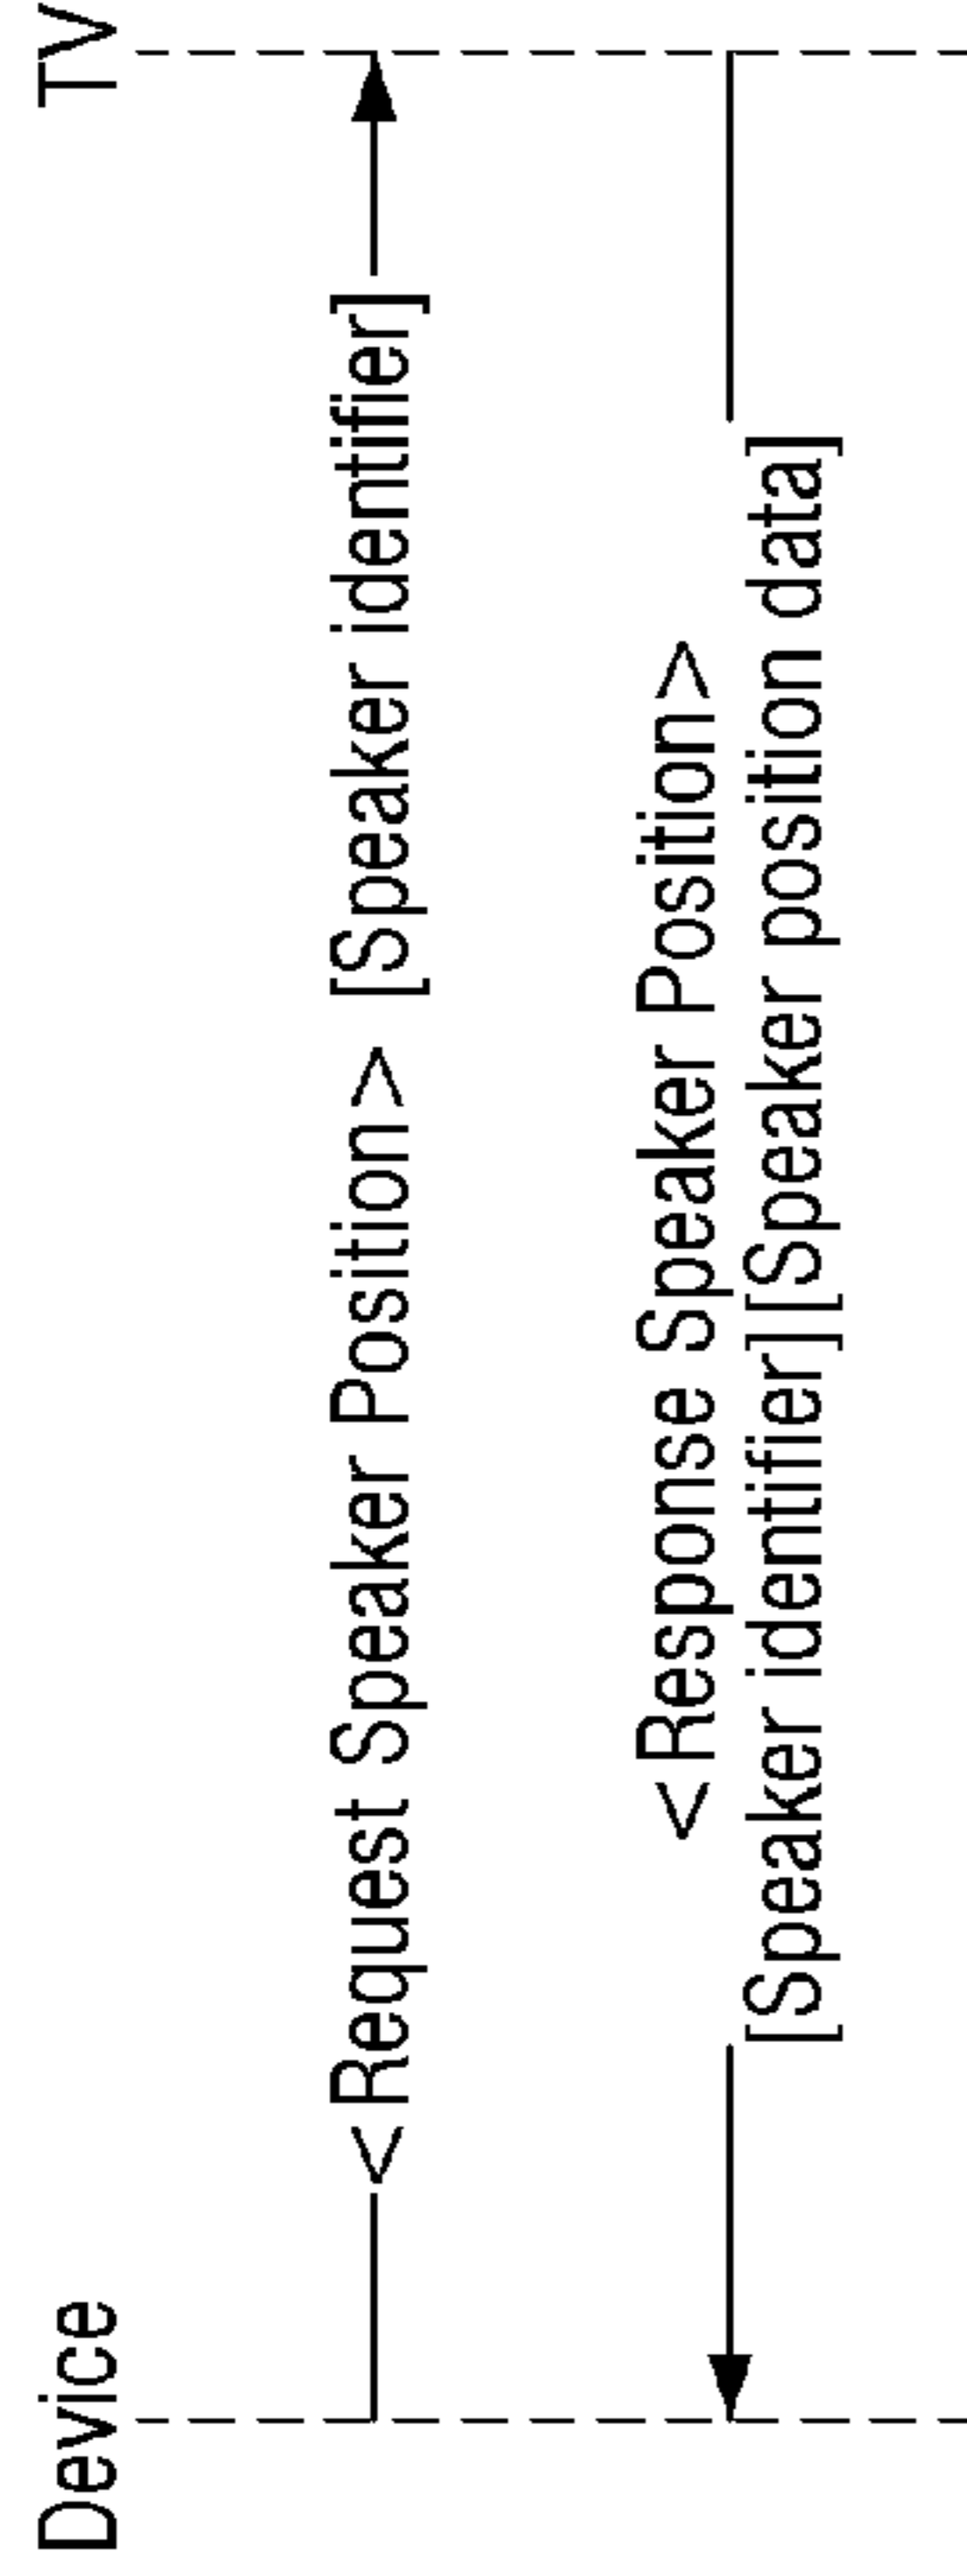 Device
TV
<Request Speaker Position> [Speaker identifier]
<Response Speaker Position>
[Speaker identifier][Speaker position data]